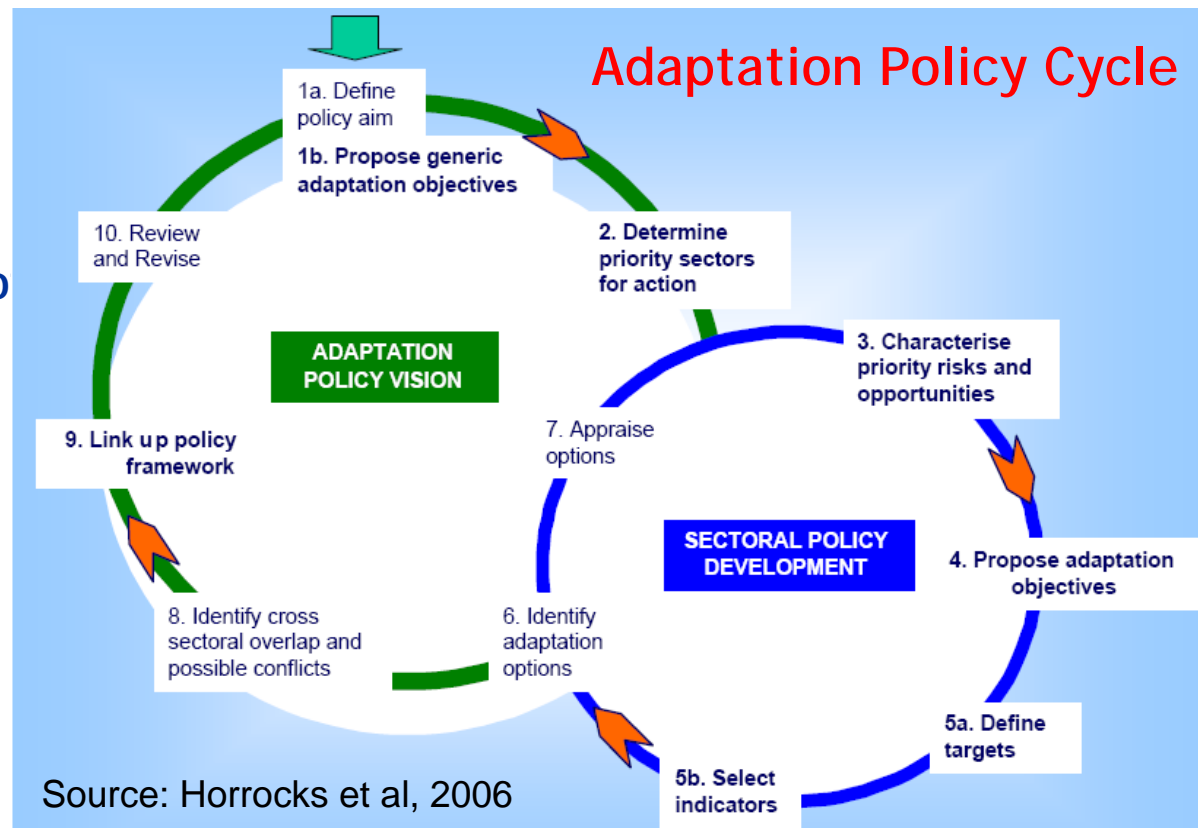 Adaptation Policy Cycle
1a. Define
policy aim
1b. Propose generic
adaptation objectives
2. Determine
priority sectors
for action
3. Characterise
priority risks and
opportunities
4. Propose adaptation
objectives
5a. Define
targets
5b. Select
indicators
6. Identify
adaptation
options
7. Appraise
options
8. Identify cross
sectoral overlap and
possible conflicts
9. Link up policy
framework
10. Review
and Revise
ADAPTATION
POLICY VISION
SECTORAL POLICY
DEVELOPMENT
Source: Horrocks et al, 2006